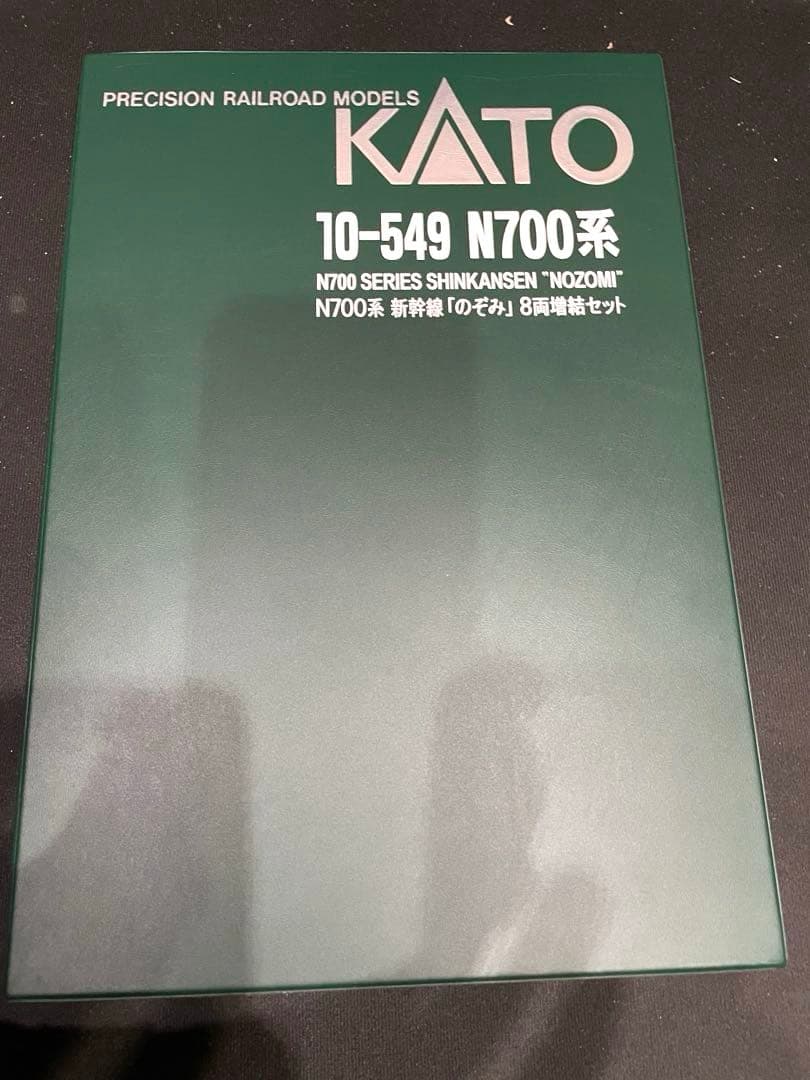 PRECISION RAILROAD MODELS
KATO
10-549 N700系
N700 SERIES SHINKANSEN "NOZOMI"
N700系 新幹線「のぞみ」 8両増結セット